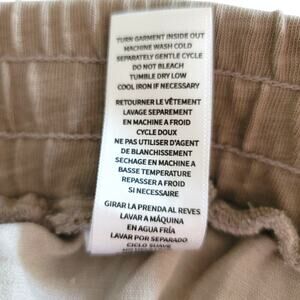 TURN GARMENT INSIDE OUT
MACHINE WASH COLD
SEPARATELY GENTLE CYCLE
DO NOT BLEACH
TUMBLE DRY LOW
COOL IRON IF NECESSARY
RETOURNER LE VÊTEMENT
LAVAGE SEPAREMENT
EN MACHINE A FROID
CYCLE DOUX
NE PAS UTILISER D'AGENT
DE BLANCHISSEMENT
SECHAGE EN MACHINE A
BASSE TEMPERATURE
REPASSER A FROID
SI NECESSAIRE
GIRAR LA PRENDA AL REVES
LAVAR A MÁQUINA
EN AGUA FRÍA
LAVAR POR SEPARADO
CICLO SUAVE